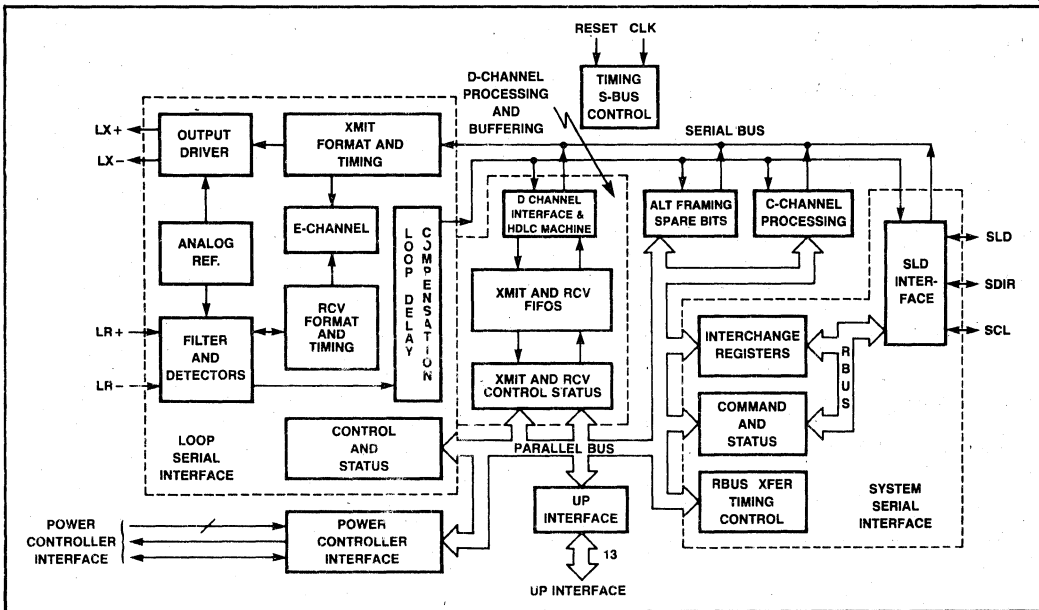 RESET CLK
TIMING
S-BUS
CONTROL
D-CHANNEL
PROCESSING
AND
BUFFERING
SERIAL BUS
LX+
LX-
OUTPUT
DRIVER
XMIT
FORMAT AND
TIMING
E-CHANNEL
ANALOG
REF.
RCV
FORMAT
AND
TIMING
LR+
LR-
FILTER
AND
DETECTORS
LOOP DELAY
COMPENSATION
LOOP
SERIAL
INTERFACE
CONTROL
AND
STATUS
D CHANNEL
INTERFACE &
HDLC MACHINE
XMIT AND RCV
FIFOS
XMIT AND RCV
CONTROL STATUS
ALT FRAMING
SPARE BITS
C-CHANNEL
PROCESSING
SLD
INTER-
FACE
SLD
SDIR
SCL
INTERCHANGE
REGISTERS
RBUS
COMMAND
AND
STATUS
RBUS XFER
TIMING
CONTROL
SYSTEM
SERIAL
INTERFACE
PARALLEL BUS
UP
INTERFACE
13
UP INTERFACE
POWER
CONTROLLER
INTERFACE
POWER
CONTROLLER
INTERFACE